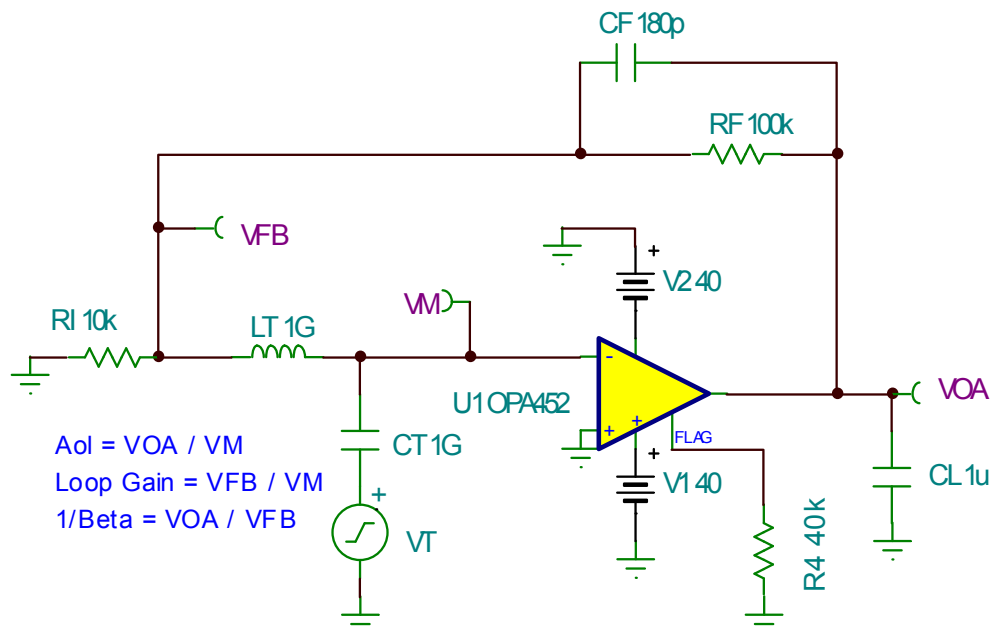 CF 180p
RF 100k
VFB
+
V2 40
VM
RI 10k
LT 1G
-
VOA
U1 OPA452
+
+
FLAG
Aol = VOA / VM
CT 1G
+
V1 40
CL 1u
Loop Gain = VFB / VM
+
1/Beta = VOA / VFB
VT
R4 40k